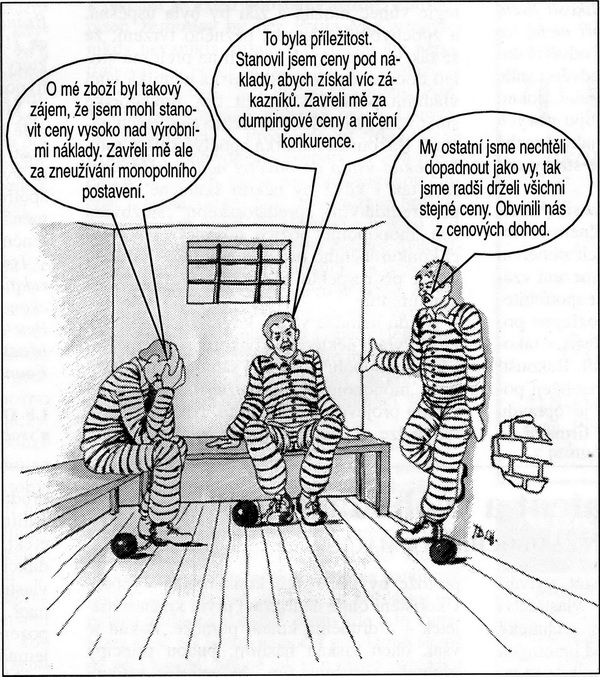 O mé zboží byl takový
zájem, že jsem mohl stano-
vit ceny vysoko nad výrobní-
mi náklady. Zavřeli mě ale
za zneužívání monopolního
postavení.
To byla příležitost.
Stanovil jsem ceny pod ná-
klady, abych získal víc zá-
kazníků. Zavřeli mě za
dumpingové ceny a ničení
konkurence.
My ostatní jsme nechtěli
dopadnout jako vy, tak
jsme radši drželi všichni
stejné ceny. Obvinili nás
z cenových dohod.